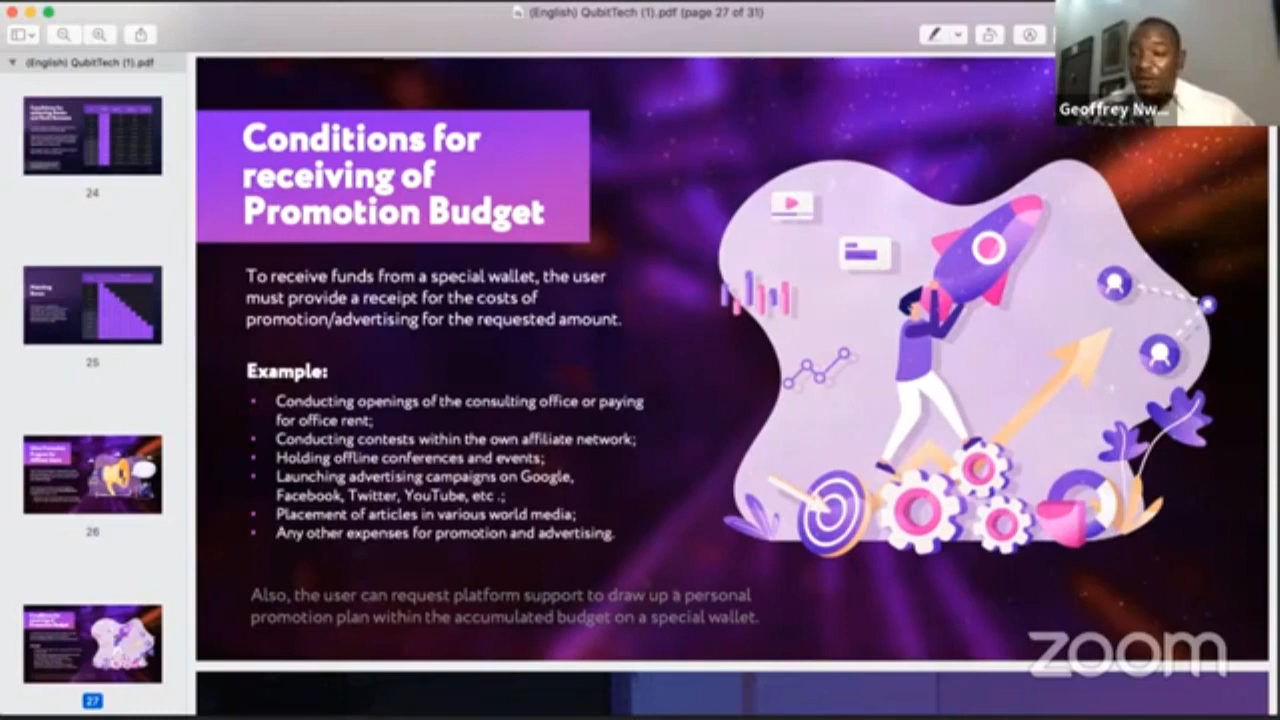 (English) QubitTech (1).pdf (page 27 of 31)
(English) QubitTech (1).pdf
24
25
26
27
Conditions for
receiving of
Promotion Budget
To receive funds from a special wallet, the user
must provide a receipt for the costs of
promotion/advertising for the requested amount.
Example:
• Conducting openings of the consulting office or paying
for office rent;
• Conducting contests within the own affiliate network;
• Holding offline conferences and events;
• Launching advertising campaigns on Google,
Facebook, Twitter, YouTube, etc .;
• Placement of articles in various world media;
• Any other expenses for promotion and advertising.
Also, the user can request platform support to draw up a personal
promotion plan within the accumulated budget on a special wallet.
Geoffrey Nw...
zoom